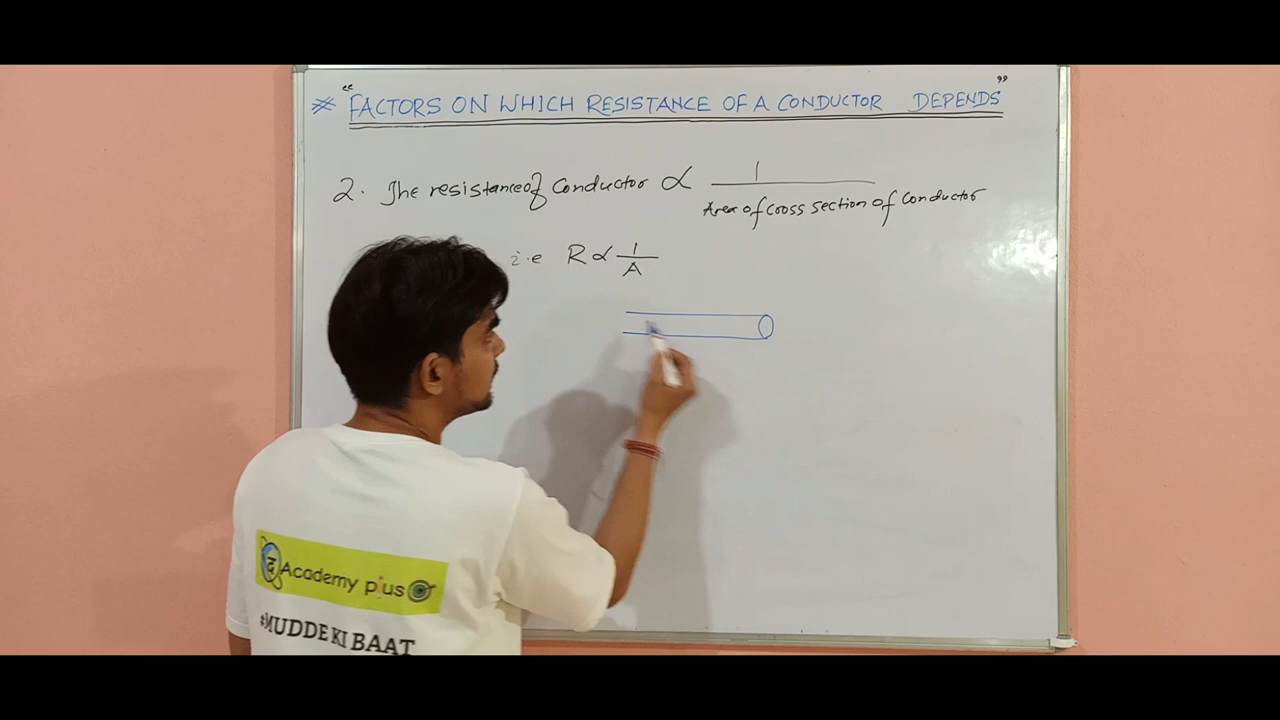 # "FACTORS ON WHICH RESISTANCE OF A CONDUCTOR DEPENDS"
2. The resistance of Conductor ∝ 1 / Area of Cross section of Conductor
i.e R ∝ 1 / A
द Academy plus
#MUDDE KI BAAT